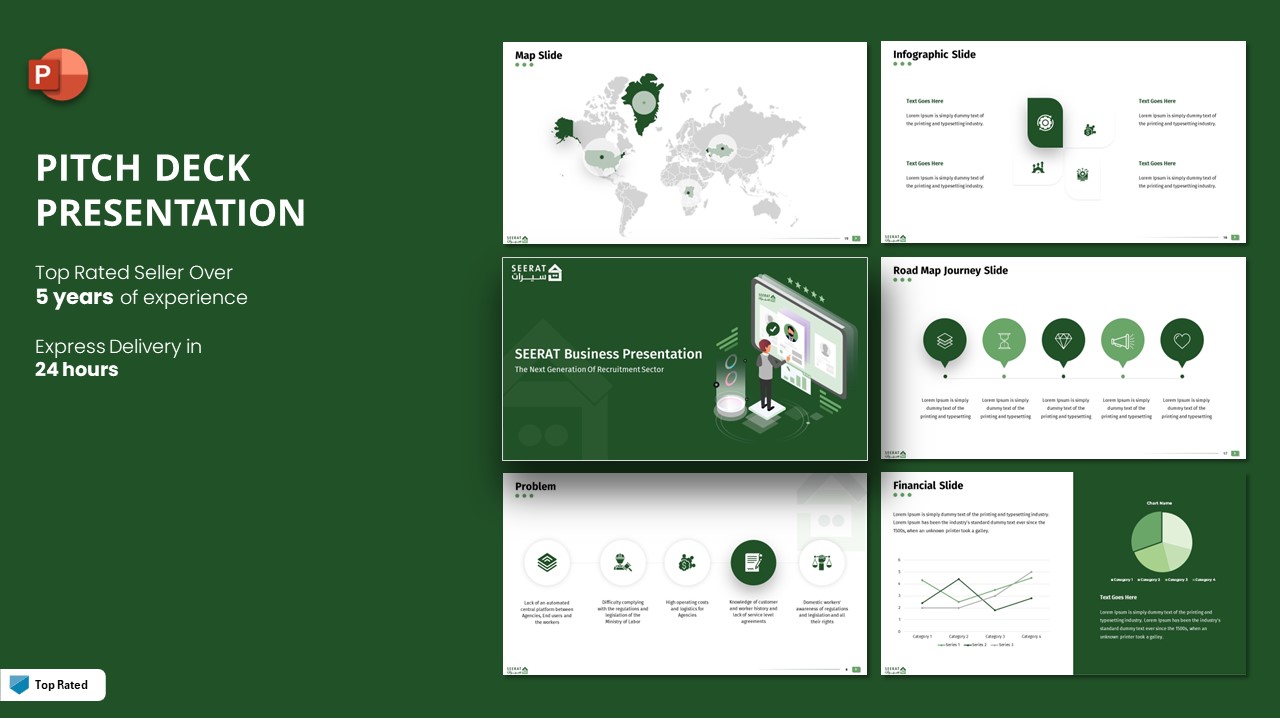 P
PITCH DECK
PRESENTATION
Top Rated Seller Over
5 years of experience
Express Delivery in
24 hours
Top Rated
Map Slide
SEERAT
سيرات
18
Infographic Slide
Text Goes Here
Lorem Ipsum is simply dummy text of
the printing and typesetting industry.
Text Goes Here
Lorem Ipsum is simply dummy text of
the printing and typesetting industry.
Text Goes Here
Lorem Ipsum is simply dummy text of
the printing and typesetting industry.
Text Goes Here
Lorem Ipsum is simply dummy text of
the printing and typesetting industry.
SEERAT
سيرات
SEERAT
سيرات
SEERAT Business Presentation
The Next Generation Of Recruitment Sector
Road Map Journey Slide
Lorem Ipsum is simply
dummy text of the
printing and typesetting
Lorem Ipsum is simply
dummy text of the
printing and typesetting
Lorem Ipsum is simply
dummy text of the
printing and typesetting
Lorem Ipsum is simply
dummy text of the
printing and typesetting
Lorem Ipsum is simply
dummy text of the
printing and typesetting
SEERAT
سيرات
17
Problem
Lack of an automated
central platform between
Agencies, End users and
the workers
Difficulty complying
with the regulations and
legislation of the
Ministry of Labor
High operating costs
and logistics for
Agencies
Knowledge of customer
and worker history and
lack of service level
agreements
Domestic workers'
awareness of regulations
and legislation and all
their rights
SEERAT
سيرات
4
Financial Slide
Lorem Ipsum is simply dummy text of the printing and typesetting industry.
Lorem Ipsum has been the industry's standard dummy text ever since the
1500s, when an unknown printer took a galley.
6
5
4
3
2
1
0
Category 1 Category 2 Category 3 Category 4
Series 1 Series 2 Series 3
SEERAT
سيرات
Chart Name
Category 1 Category 2 Category 3 Category 4
Text Goes Here
Lorem Ipsum is simply dummy text of the printing and
typesetting industry. Lorem Ipsum has been the industry's
standard dummy text ever since the 1500s, when an
unknown printer took a galley.